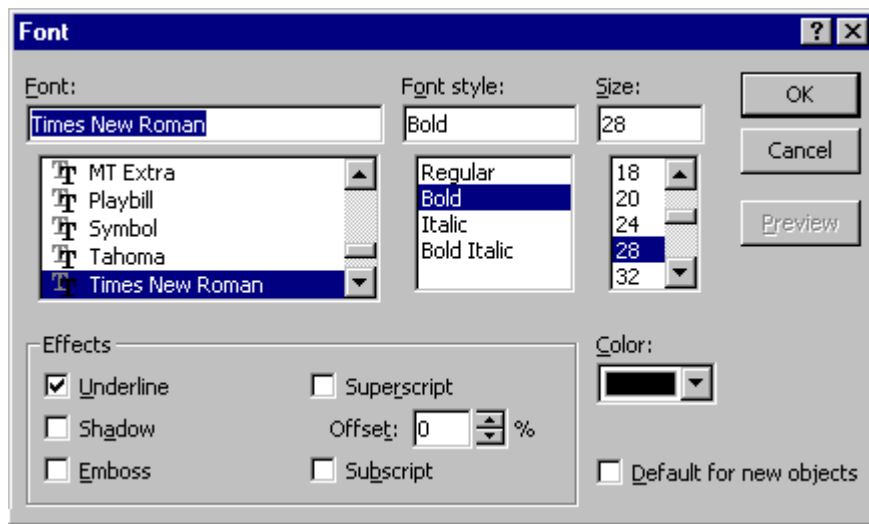 Font
Font: Font style: Size:
Times New Roman Bold 28 OK
MT Extra Regular 18 Cancel
Playbill Bold 20
Symbol Italic 24 Preview
Tahoma Bold Italic 28
Times New Roman 32
Effects Color:
Underline Superscript
Shadow Offset: 0 %
Emboss Subscript Default for new objects